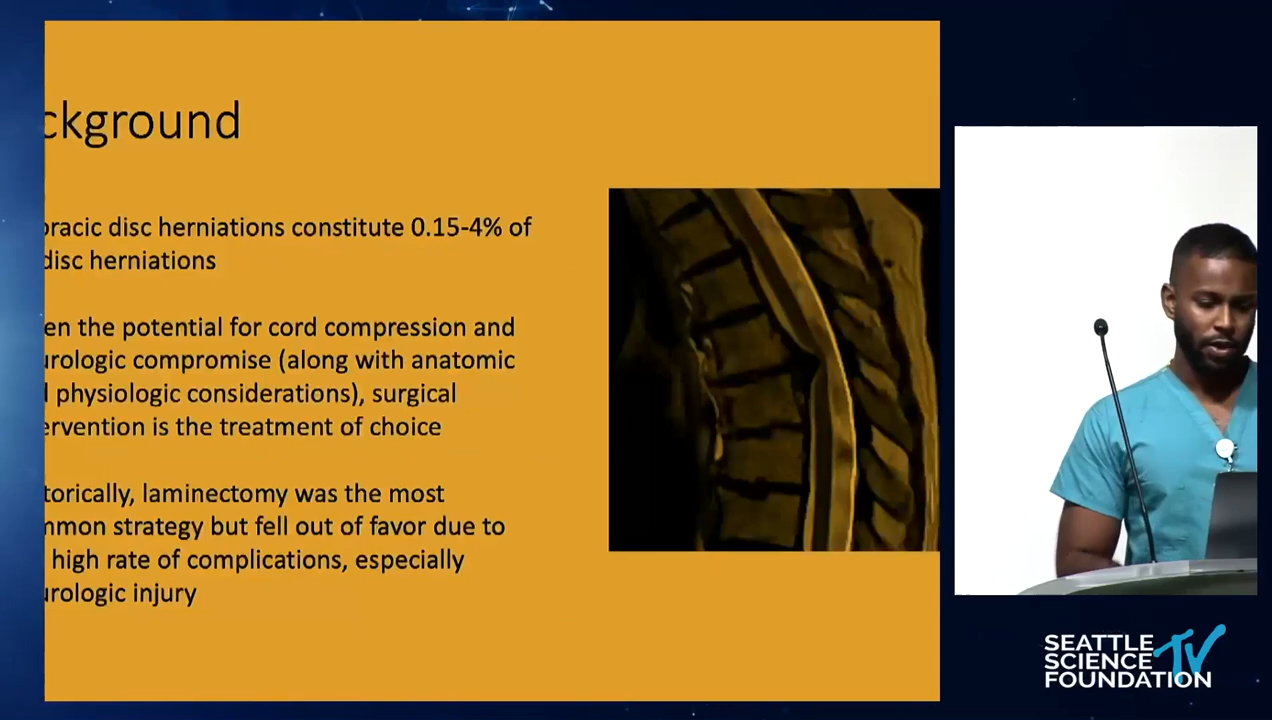 ckground
oracic disc herniations constitute 0.15-4% of
disc herniations
en the potential for cord compression and
urologic compromise (along with anatomic
l physiologic considerations), surgical
ervention is the treatment of choice
torically, laminectomy was the most
mmon strategy but fell out of favor due to
high rate of complications, especially
urologic injury
SEATTLE
SCIENCE TV
FOUNDATION